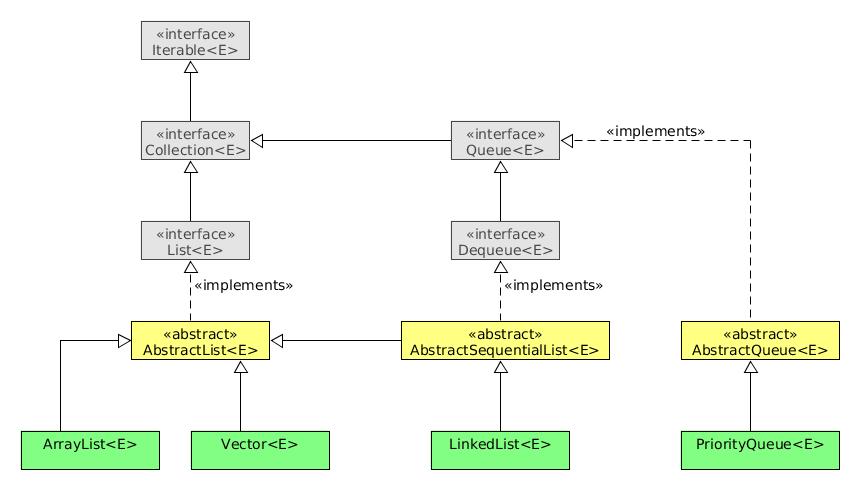 «interface»
Iterable<E>
«interface»
Collection<E>
«interface»
Queue<E>
«implements»
«interface»
List<E>
«interface»
Dequeue<E>
«implements»
«implements»
«abstract»
AbstractList<E>
«abstract»
AbstractSequentialList<E>
«abstract»
AbstractQueue<E>
ArrayList<E>
Vector<E>
LinkedList<E>
PriorityQueue<E>